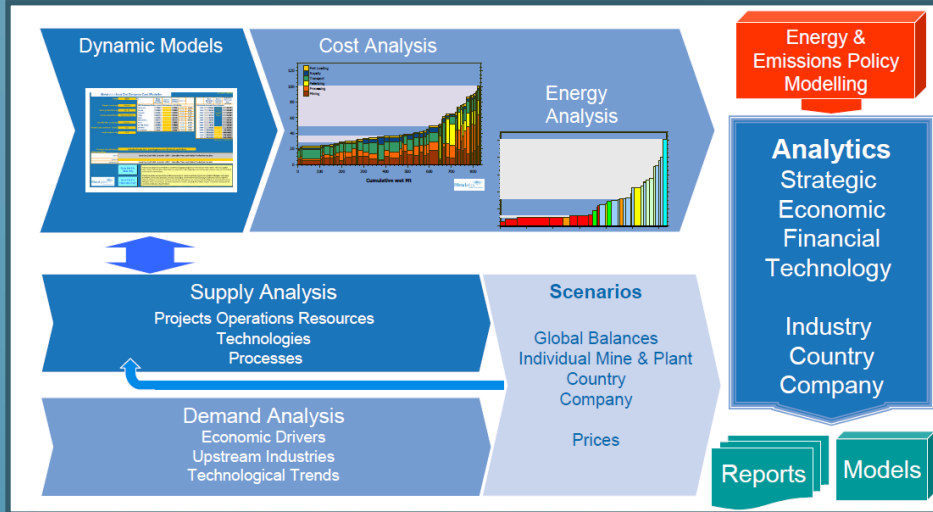 Dynamic Models
Cost Analysis
Energy
Analysis
Cumulative wet Mt
Energy &
Emissions Policy
Modelling
Analytics
Strategic
Economic
Financial
Technology
Industry
Country
Company
Supply Analysis
Projects Operations Resources
Technologies
Processes
Scenarios
Global Balances
Individual Mine & Plant
Country
Company
Prices
Demand Analysis
Economic Drivers
Upstream Industries
Technological Trends
Reports
Models